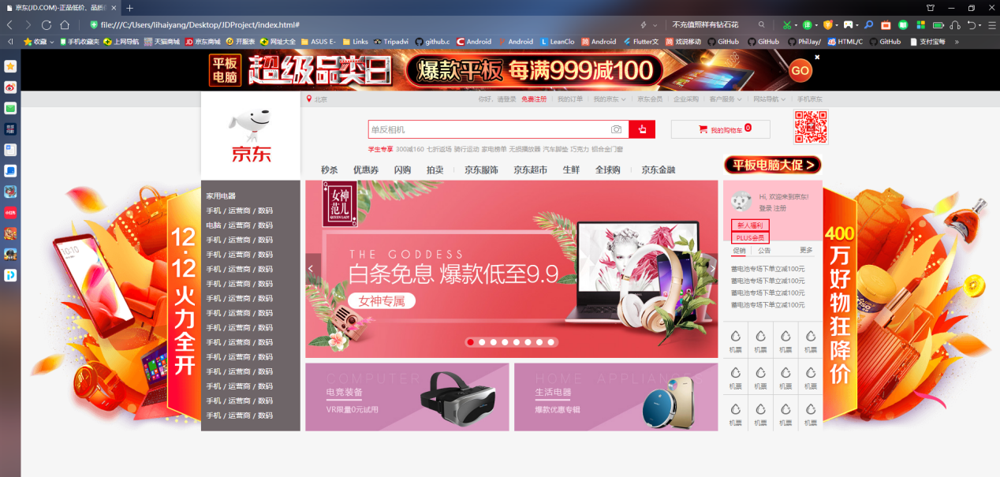 京东(JD.COM)-正品低价、品质
file:///C:/Users/lihaiyang/Desktop/JDProject/index.html#
不充值照样有钻石花
收藏 手机收藏夹 上网导航 天猫商城 京东商城 开服表 网址大全 ASUS E- Links Tripadvi github.c Android Android LeanClo Android Flutter文 戏说移动 GitHub GitHub PhilJay/ HTML/C GitHub 支付宝每 »
平板电脑 超级品类日 爆款平板 每满999减100 GO
北京 你好，请登录 免费注册 我的订单 我的京东 京东会员 企业采购 客户服务 网站导航 手机京东
京东
单反相机
我的购物车 0
学生专享 300减160 七折返场 骑行运动 家电榜单 无损播放器 汽车脚垫 巧克力 铝合金门窗
秒杀 优惠券 闪购 拍卖 京东服饰 京东超市 生鲜 全球购 京东金融
平板电脑大促 >
12.12火力全开
家用电器
手机 / 运营商 / 数码
电脑 / 运营商 / 数码
手机 / 运营商 / 数码
手机 / 运营商 / 数码
手机 / 运营商 / 数码
手机 / 运营商 / 数码
手机 / 运营商 / 数码
手机 / 运营商 / 数码
手机 / 运营商 / 数码
手机 / 运营商 / 数码
手机 / 运营商 / 数码
手机 / 运营商 / 数码
手机 / 运营商 / 数码
手机 / 运营商 / 数码
手机 / 运营商 / 数码
女神范儿
THE GODDESS
白条免息 爆款低至9.9
女神专属
COMPUTER
电竞装备
VR限量0元试用
HOME APPLIANCES
生活电器
爆款优惠专辑
Hi, 欢迎来到京东!
登录 注册
新人福利
PLUS会员
促销 公告 更多
蓄电池专场下单立减100元
蓄电池专场下单立减100元
蓄电池专场下单立减100元
蓄电池专场下单立减100元
机票 机票 机票 机票
机票 机票 机票 机票
机票 机票 机票 机票
400万好物狂降价